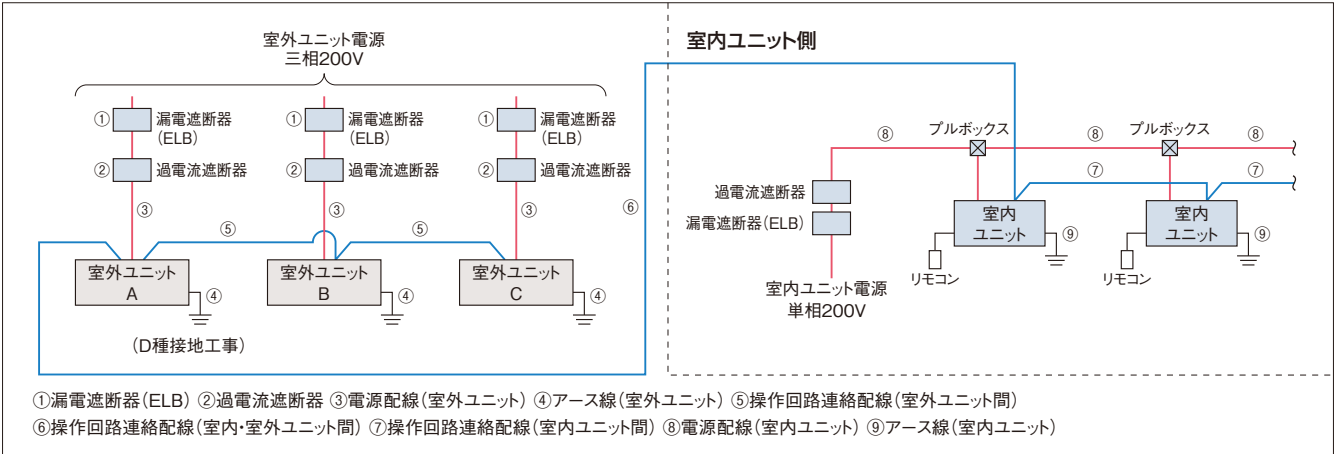 室外ユニット電源
三相200V
① 漏電遮断器
(ELB)
② 過電流遮断器
③
① 漏電遮断器
(ELB)
② 過電流遮断器
③
① 漏電遮断器
(ELB)
② 過電流遮断器
③
⑤
⑤
⑥
室外ユニット
A
④
室外ユニット
B
④
室外ユニット
C
④
(D種接地工事)
室内ユニット側
⑧
プルボックス
⑧
プルボックス
⑧
過電流遮断器
漏電遮断器(ELB)
⑦
⑦
室内
ユニット
⑨
リモコン
室内
ユニット
⑨
リモコン
室内ユニット電源
単相200V
①漏電遮断器(ELB) ②過電流遮断器 ③電源配線(室外ユニット) ④アース線(室外ユニット) ⑤操作回路連絡配線(室外ユニット間)
⑥操作回路連絡配線(室内・室外ユニット間) ⑦操作回路連絡配線(室内ユニット間) ⑧電源配線(室内ユニット) ⑨アース線(室内ユニット)